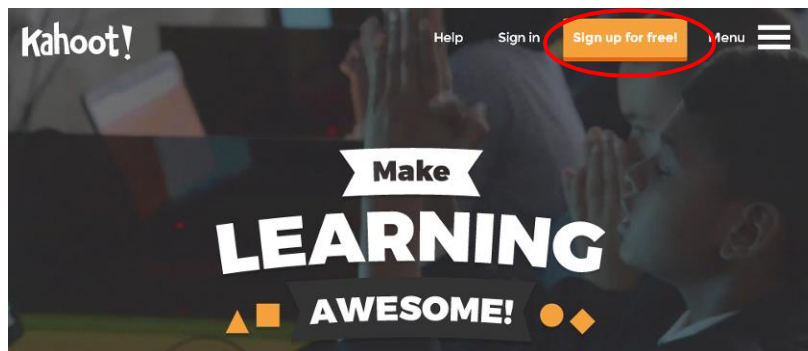 Kahoot! Help Sign in Sign up for free! Menu
Make
LEARNING
AWESOME!